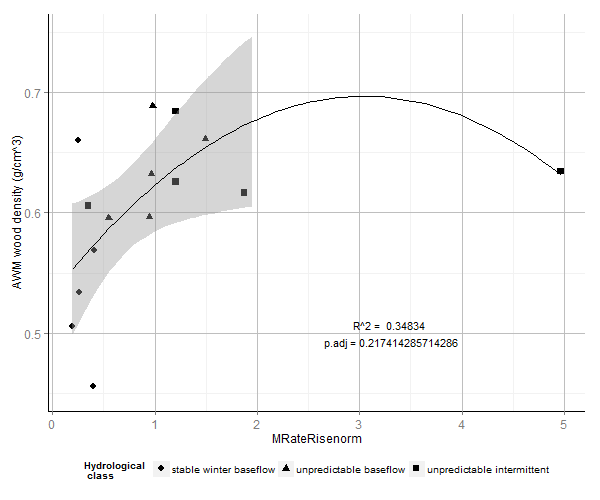 AWM wood density (g/cm^3)
0.7
0.6
0.5
R^2 = 0.34834
p.adj = 0.217414285714286
0 1 2 3 4 5
MRateRisenorm
Hydrological
class
stable winter baseflow unpredictable baseflow unpredictable intermittent